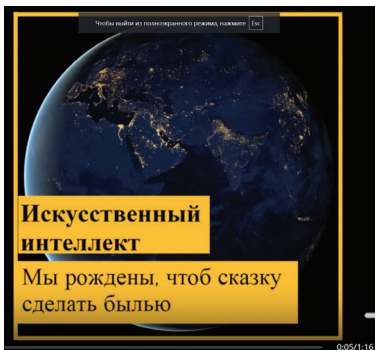 Чтобы выйти из полноэкранного режима, нажмите Esc
Искусственный
интеллект
Мы рождены, чтоб сказку
сделать былью
0:05/1:16